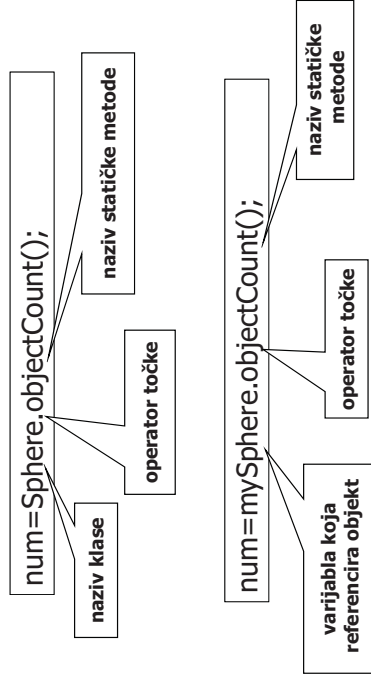 num=Sphere.objectCount();
naziv klase
operator točke
naziv statičke metode
num=mySphere.objectCount();
varijabla koja
referencira objekt
operator točke
naziv statičke
metode